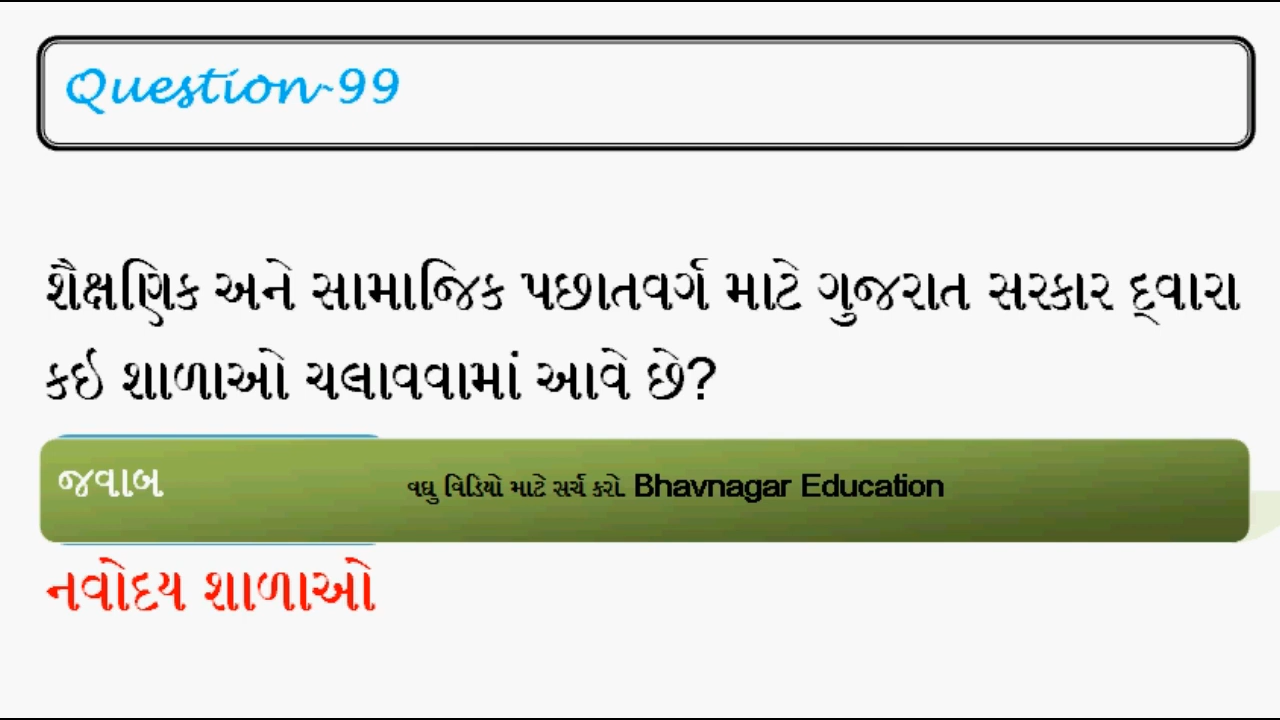 Question-99
શૈક્ષણિક અને સામાજિક પછાતવર્ગ માટે ગુજરાત સરકાર દ્વારા
કઇ શાળાઓ ચલાવવામાં આવે છે?
જવાબ
વધુ વિડિયો માટે સર્ચ કરો. Bhavnagar Education
નવોદય શાળાઓ